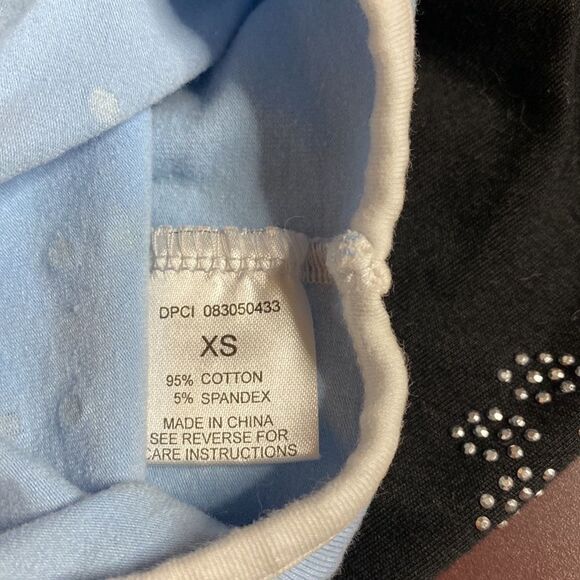 DPCI 083050433
XS
95% COTTON
5% SPANDEX
MADE IN CHINA
SEE REVERSE FOR
CARE INSTRUCTIONS